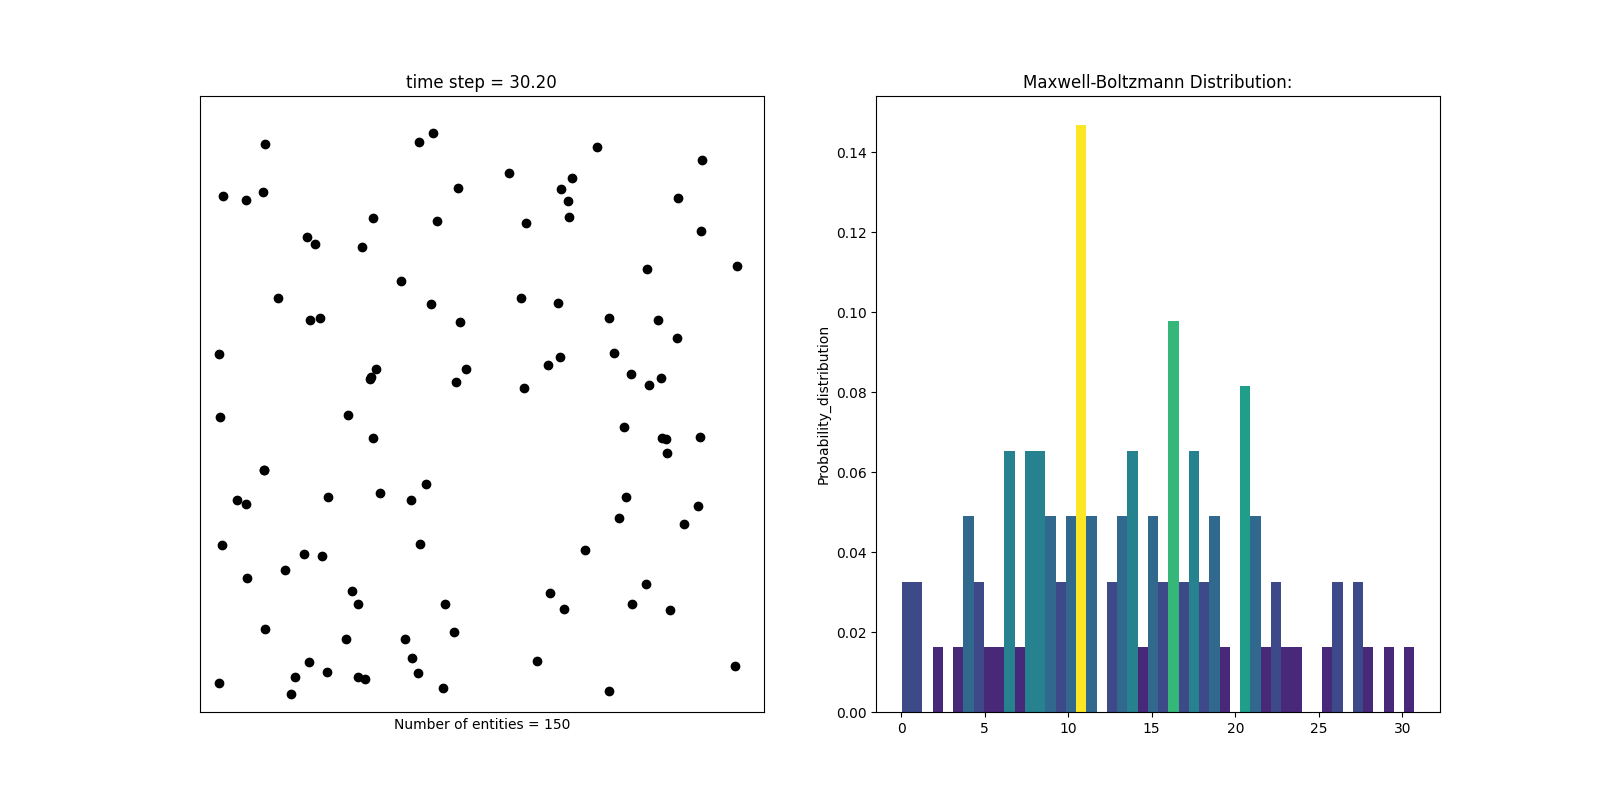 time step = 30.20
Number of entities = 150
Maxwell-Boltzmann Distribution:
Probability_distribution
0.14
0.12
0.10
0.08
0.06
0.04
0.02
0.00
0 5 10 15 20 25 30